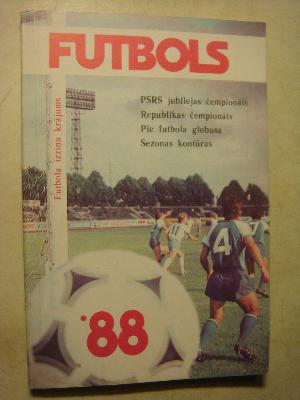 FUTBOLS
PSRS jubilejas čempionāts
Republikas čempionāts
Pie futbola globusa
Sezonas kontūras
Futbola izziņu krājums
4
'88